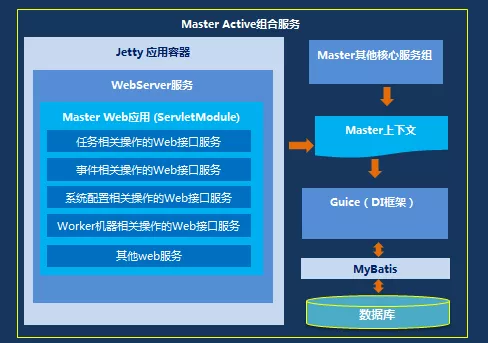 Master Active组合服务
Jetty 应用容器
WebServer服务
Master Web应用 (ServletModule)
任务相关操作的Web接口服务
事件相关操作的Web接口服务
系统配置相关操作的Web接口服务
Worker机器相关操作的Web接口服务
其他web服务
Master其他核心服务组
Master上下文
Guice（DI框架）
MyBatis
数据库